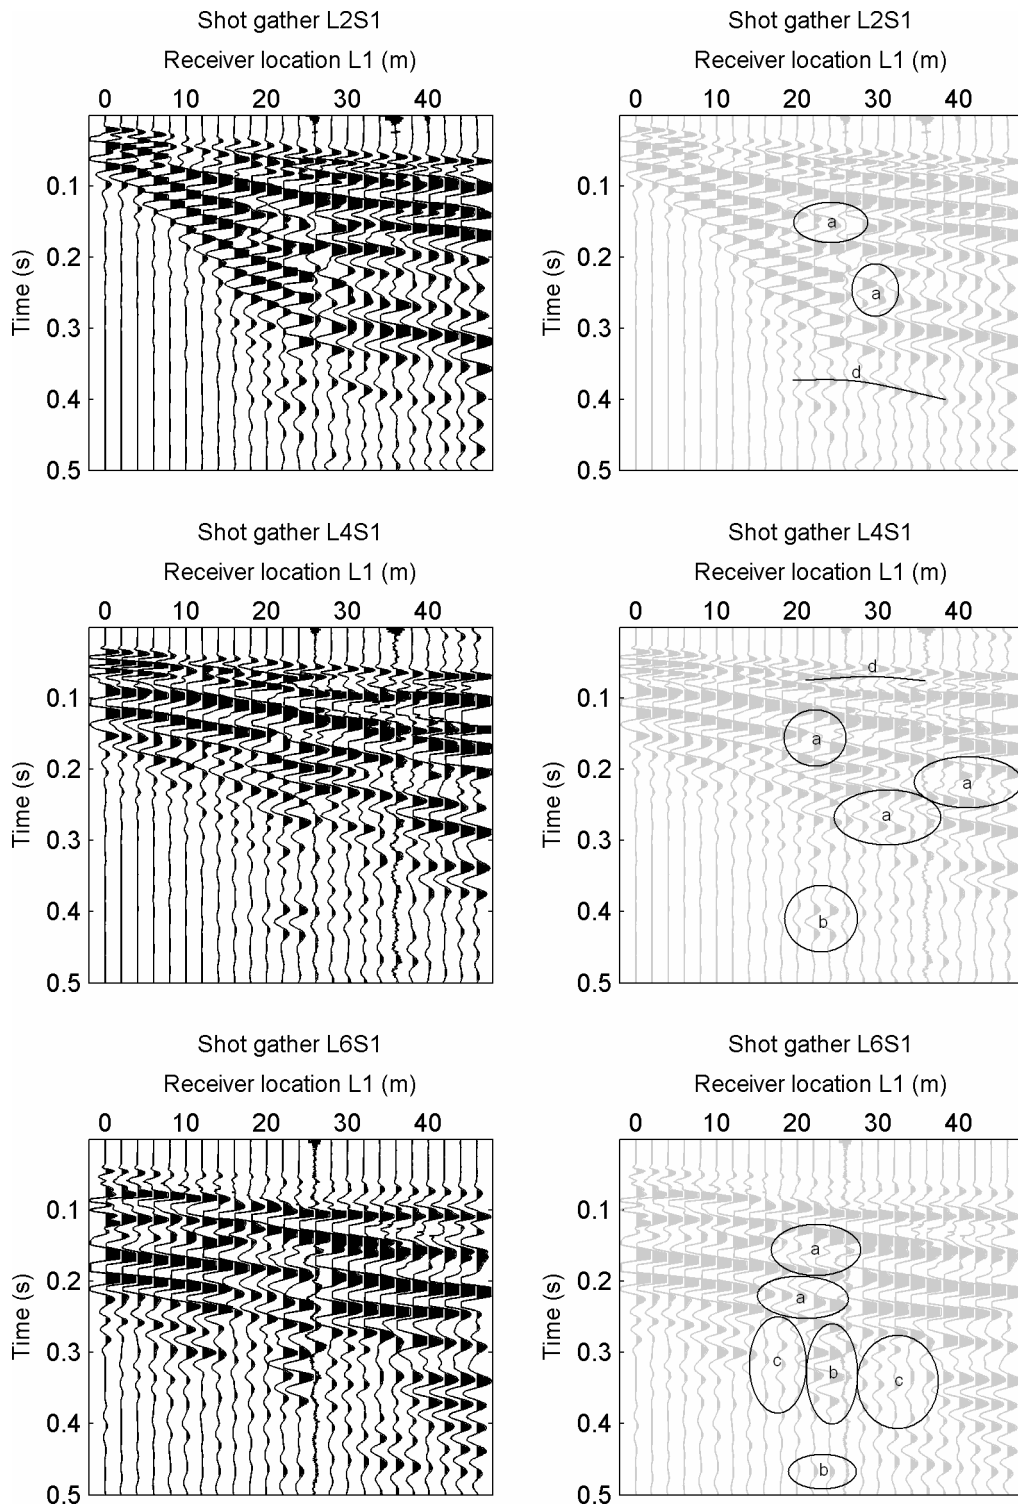 Shot gather L2S1 Shot gather L2S1
Receiver location L1 (m) Receiver location L1 (m)
0 10 20 30 40 0 10 20 30 40
0.1 0.1
a
0.2 0.2
Time (s) Time (s)
a
0.3 0.3
d
0.4 0.4
0.5 0.5
Shot gather L4S1 Shot gather L4S1
Receiver location L1 (m) Receiver location L1 (m)
0 10 20 30 40 0 10 20 30 40
d
0.1 0.1
a
0.2 0.2
a
Time (s) Time (s)
a
0.3 0.3
0.4 0.4
b
0.5 0.5
Shot gather L6S1 Shot gather L6S1
Receiver location L1 (m) Receiver location L1 (m)
0 10 20 30 40 0 10 20 30 40
0.1 0.1
a
0.2 0.2
a
Time (s) Time (s)
0.3 0.3
c b c
0.4 0.4
b
0.5 0.5